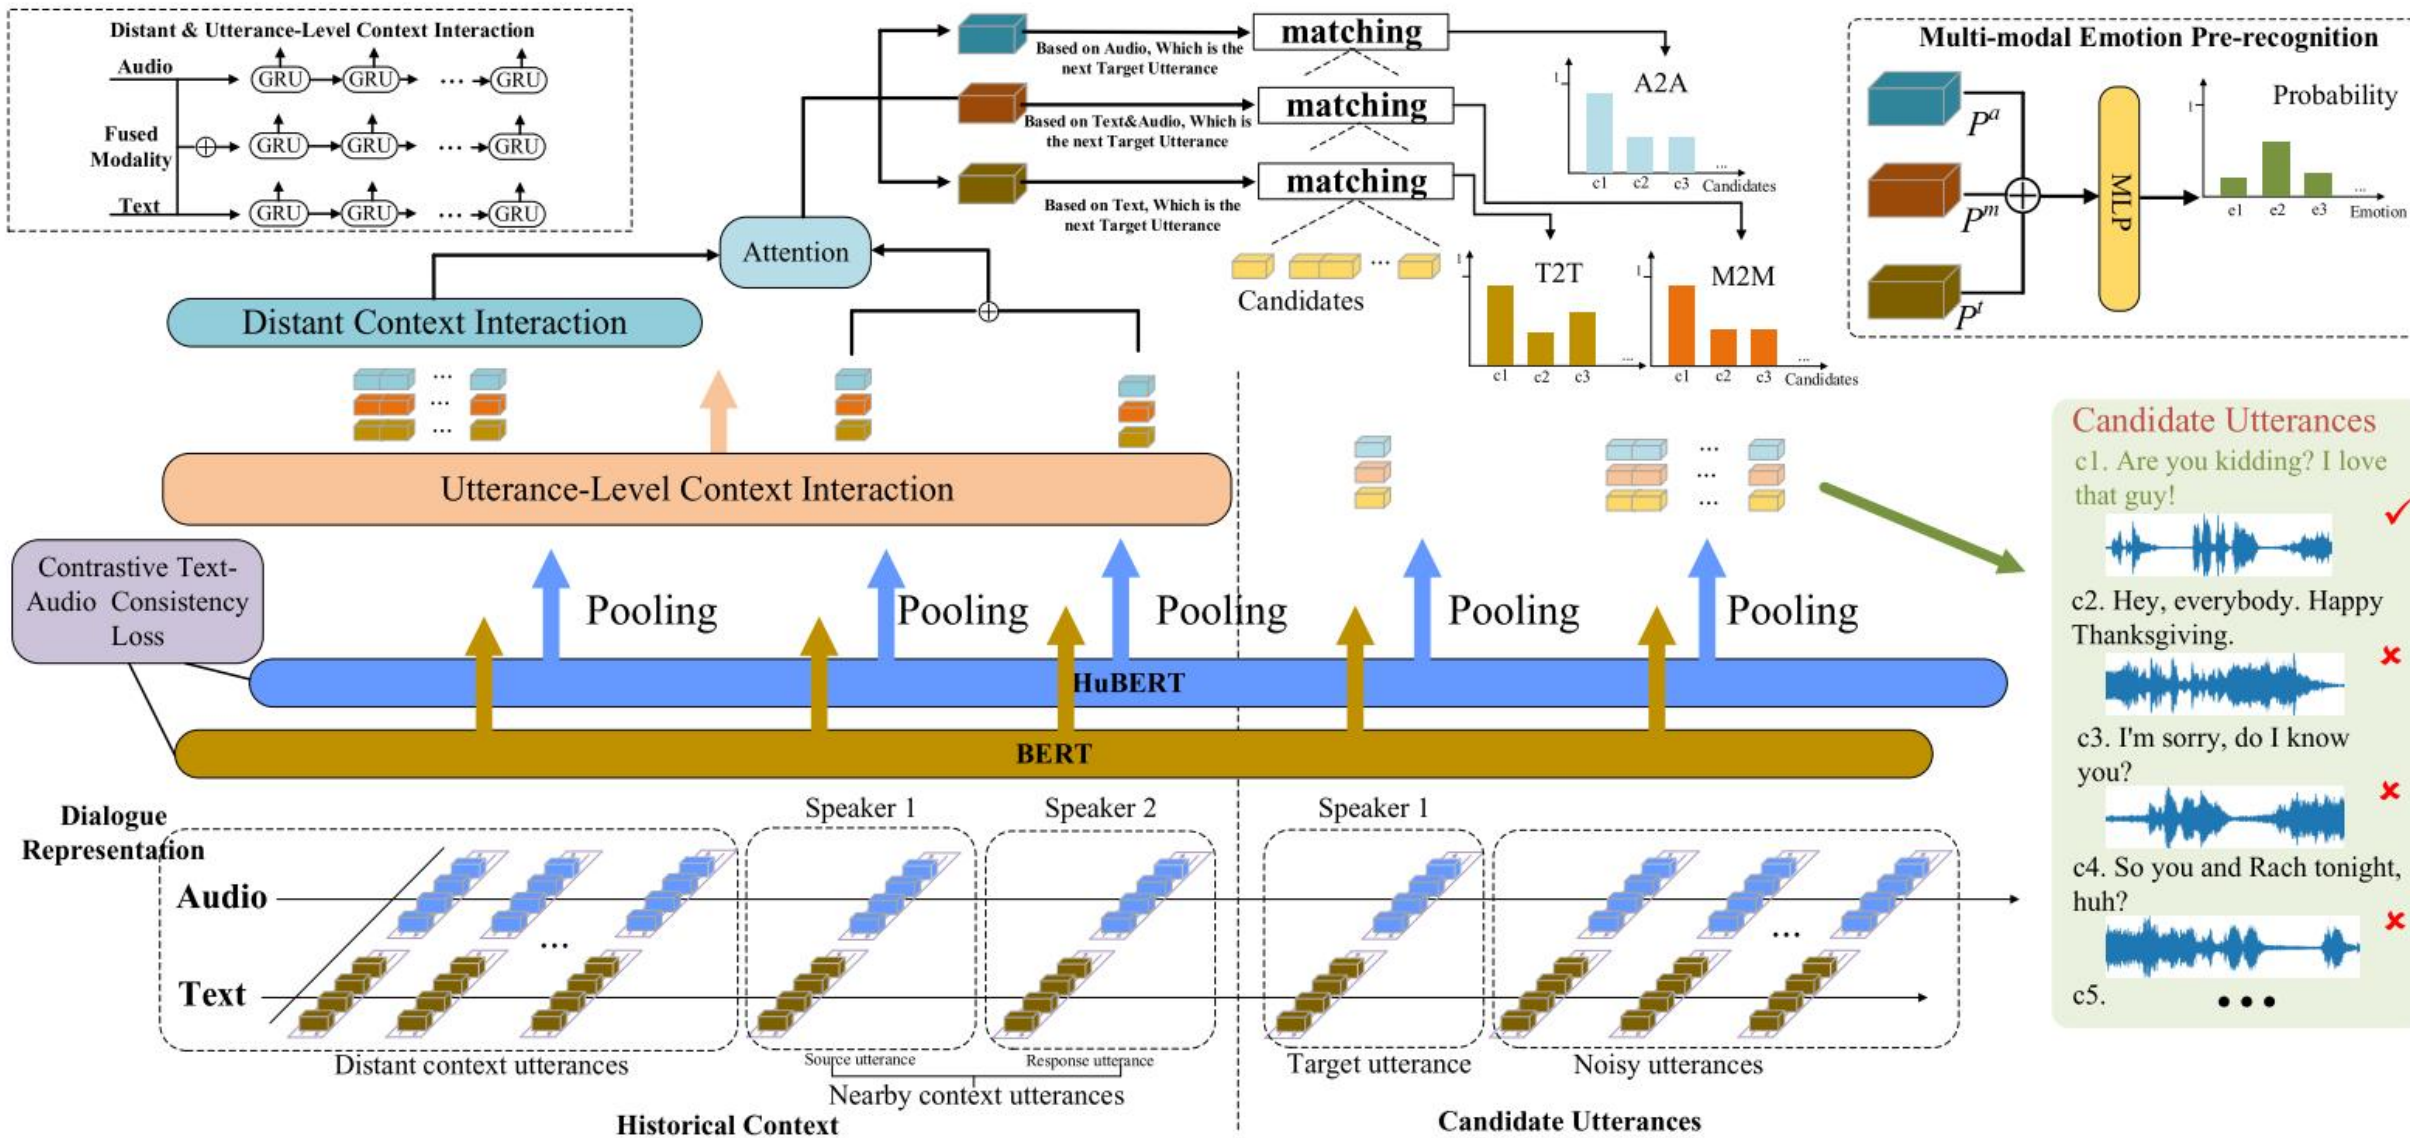 Distant & Utterance-Level Context Interaction
Audio
GRU GRU ... GRU
Fused
Modality
GRU GRU ... GRU
Text
GRU GRU ... GRU
Based on Audio, Which is the
next Target Utterance
matching
Based on Text&Audio, Which is
the next Target Utterance
matching
Based on Text, Which is the
next Target Utterance
matching
1
A2A
c1 c2 c3 ... Candidates
Candidates
...
1
T2T
c1 c2 c3 ...
1
M2M
c1 c2 c3 ... Candidates
Multi-modal Emotion Pre-recognition
Pᵃ
Pᵐ
Pᵗ
MLP
1
Probability
e1 e2 e3 ... Emotion
Attention
Distant Context Interaction
...
...
...
Utterance-Level Context Interaction
...
...
...
Contrastive Text-
Audio Consistency
Loss
Pooling Pooling Pooling Pooling Pooling
HuBERT
BERT
Dialogue
Representation
Speaker 1 Speaker 2 Speaker 1
Audio
... ...
Text
Distant context utterances
Source utterance Response utterance
Nearby context utterances
Target utterance
Noisy utterances
Historical Context
Candidate Utterances
Candidate Utterances
c1. Are you kidding? I love
that guy!
c2. Hey, everybody. Happy
Thanksgiving.
c3. I'm sorry, do I know
you?
c4. So you and Rach tonight,
huh?
c5. ...